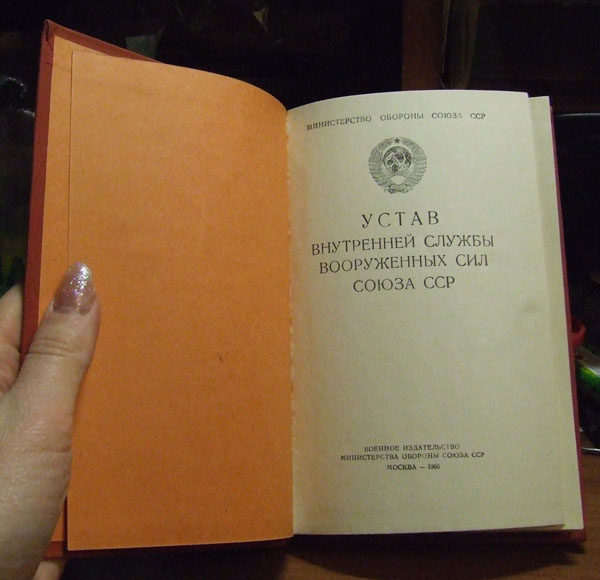 МИНИСТЕРСТВО ОБОРОНЫ СОЮЗА ССР
УСТАВ
ВНУТРЕННЕЙ СЛУЖБЫ
ВООРУЖЕННЫХ СИЛ
СОЮЗА ССР
ВОЕННОЕ ИЗДАТЕЛЬСТВО
МИНИСТЕРСТВА ОБОРОНЫ СОЮЗА ССР
МОСКВА —